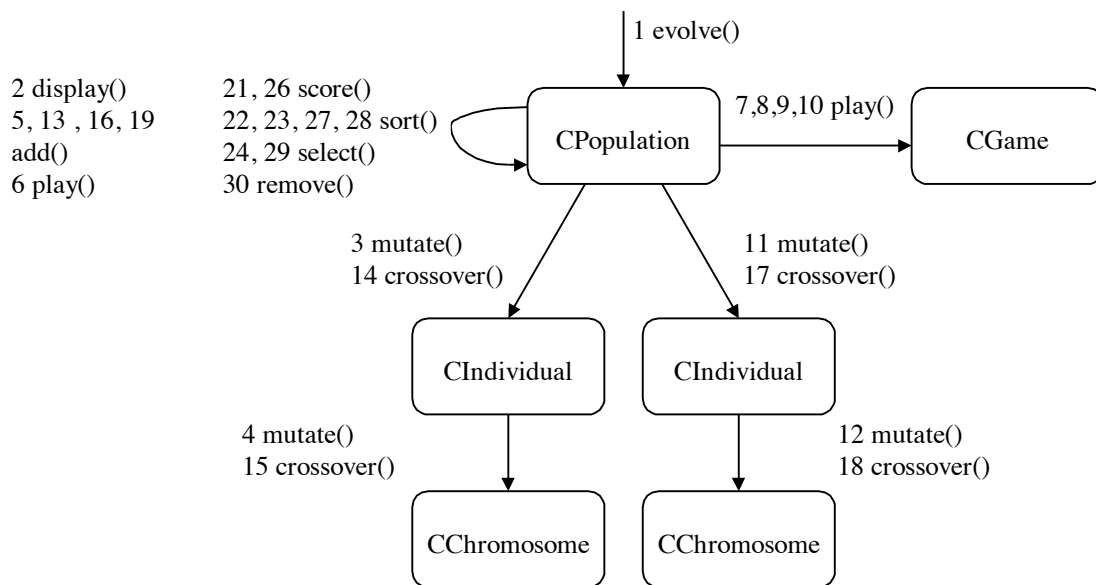 1 evolve()
2 display()
5, 13 , 16, 19
add()
6 play()
21, 26 score()
22, 23, 27, 28 sort()
24, 29 select()
30 remove()
CPopulation
7,8,9,10 play()
CGame
3 mutate()
14 crossover()
11 mutate()
17 crossover()
CIndividual
CIndividual
4 mutate()
15 crossover()
12 mutate()
18 crossover()
CChromosome
CChromosome